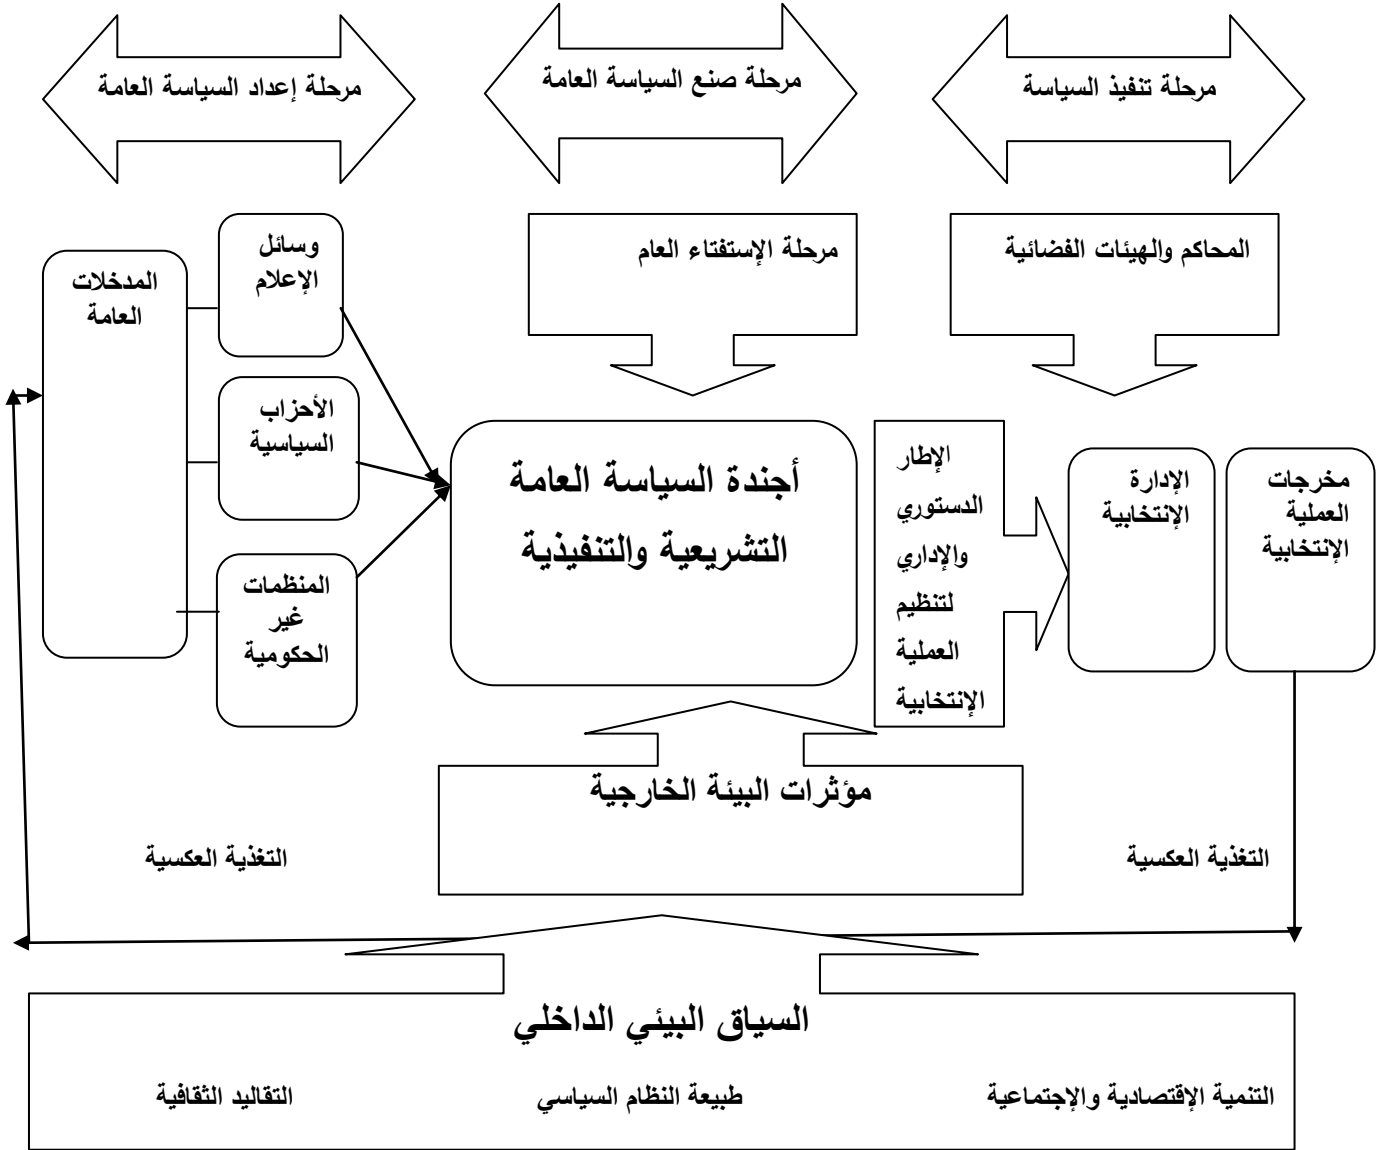 مرحلة إعداد السياسة العامة
مرحلة صنع السياسة العامة
مرحلة تنفيذ السياسة
المدخلات
العامة
وسائل
الإعلام
الأحزاب
السياسية
المنظمات
غير
الحكومية
مرحلة الإستفتاء العام
المحاكم والهيئات الفضائية
أجندة السياسة العامة
التشريعية والتنفيذية
الإطار
الدستوري
والإداري
لتنظيم
العملية
الإنتخابية
الإدارة
الإنتخابية
مخرجات
العملية
الإنتخابية
مؤثرات البيئة الخارجية
التغذية العكسية
التغذية العكسية
السياق البيئي الداخلي
التقاليد الثقافية
طبيعة النظام السياسي
التنمية الإقتصادية والإجتماعية